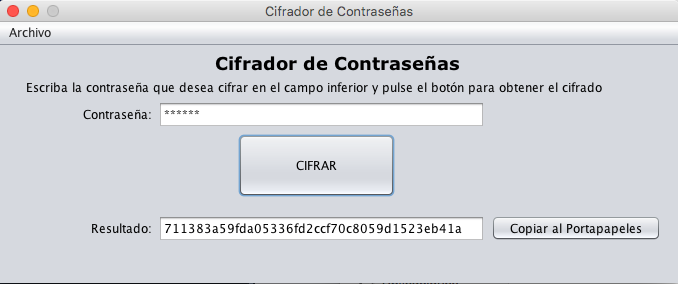 Cifrador de Contraseñas
Archivo
Cifrador de Contraseñas
Escriba la contraseña que desea cifrar en el campo inferior y pulse el botón para obtener el cifrado
Contraseña: ******
CIFRAR
Resultado: 711383a59fda05336fd2ccf70c8059d1523eb41a Copiar al Portapapeles